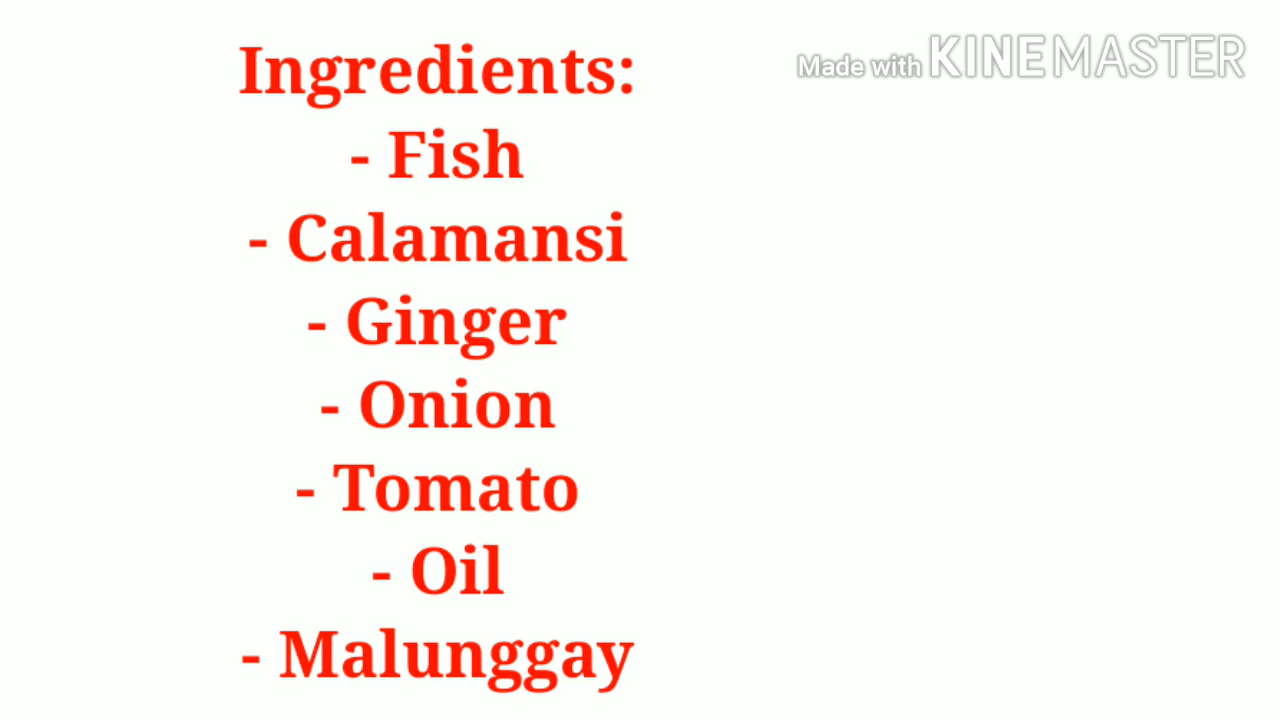 Ingredients:
Made with KINEMASTER
- Fish
- Calamansi
- Ginger
- Onion
- Tomato
- Oil
- Malunggay